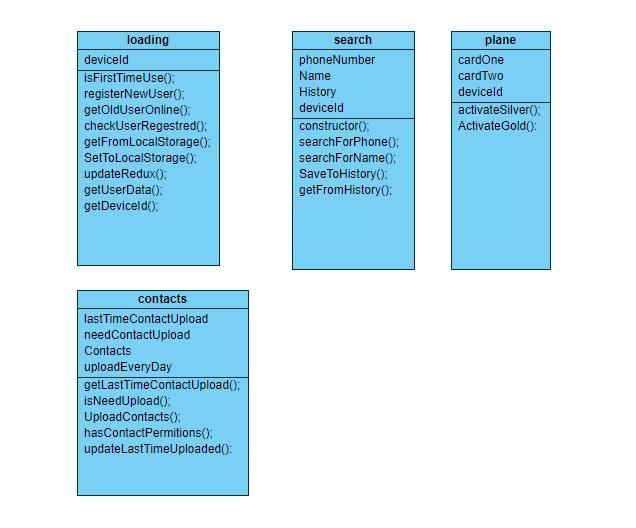 loading
deviceId
isFirstTimeUse();
registerNewUser();
getOldUserOnline();
checkUserRegestred();
getFromLocalStorage();
SetToLocalStorage();
updateRedux();
getUserData();
getDeviceId();
search
phoneNumber
Name
History
deviceId
constructor();
searchForPhone();
searchForName();
SaveToHistory();
getFromHistory();
plane
cardOne
cardTwo
deviceId
activateSilver();
ActivateGold():
contacts
lastTimeContactUpload
needContactUpload
Contacts
uploadEveryDay
getLastTimeContactUpload();
isNeedUpload();
UploadContacts();
hasContactPermitions();
updateLastTimeUploaded():